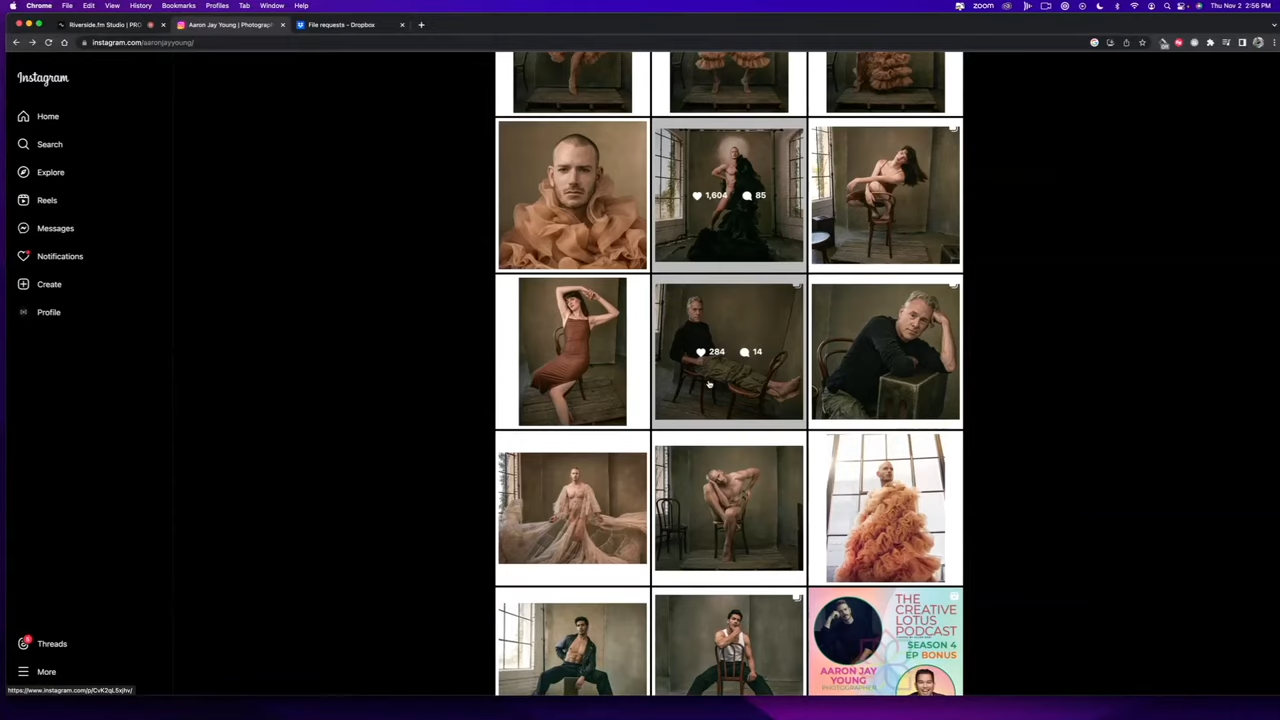 Chrome File Edit View History Bookmarks Profiles Tab Window Help
zoom Thu Nov 2 2:56 PM
Riverside.fm Studio | PRO
Aaron Jay Young | Photograph
File requests - Dropbox
instagram.com/aaronjayyoung/
Instagram
Home
Search
Explore
Reels
Messages
Notifications
Create
Profile
1,604 85
284 14
THE
CREATIVE
LOTUS
PODCAST
SEASON 4
EP BONUS
AARON JAY
YOUNG
PHOTOGRAPHER
Threads
More
https://www.instagram.com/p/CvK2qL5xjhv/